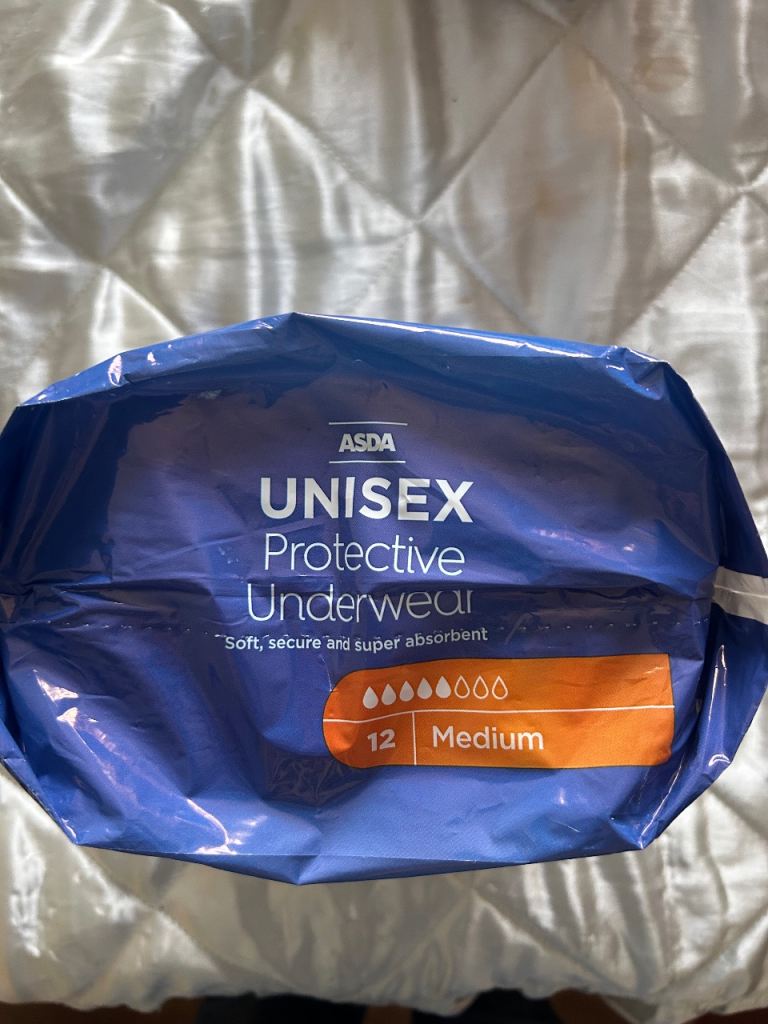 ASDA
UNISEX
Protective
Underwear
Soft, secure and super absorbent
12 Medium